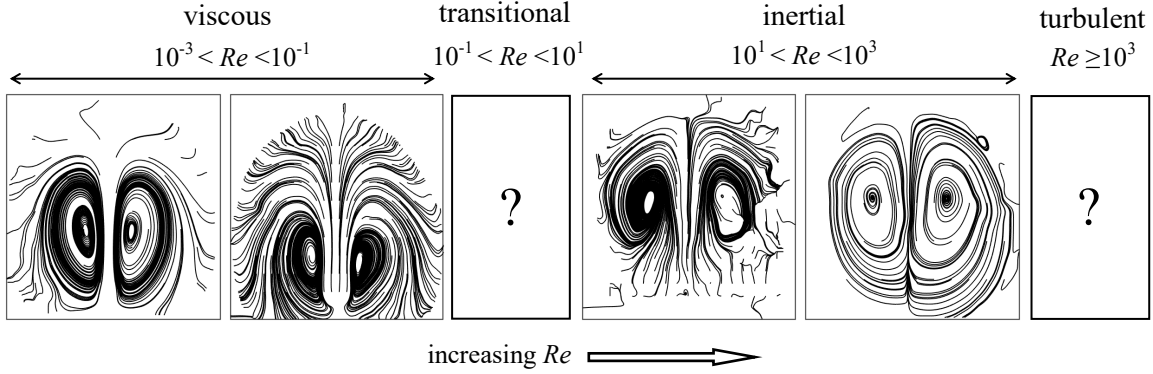 viscous
10⁻³ < Re <10⁻¹
transitional
10⁻¹ < Re <10¹
inertial
10¹ < Re <10³
turbulent
Re ≥10³
?
?
increasing Re